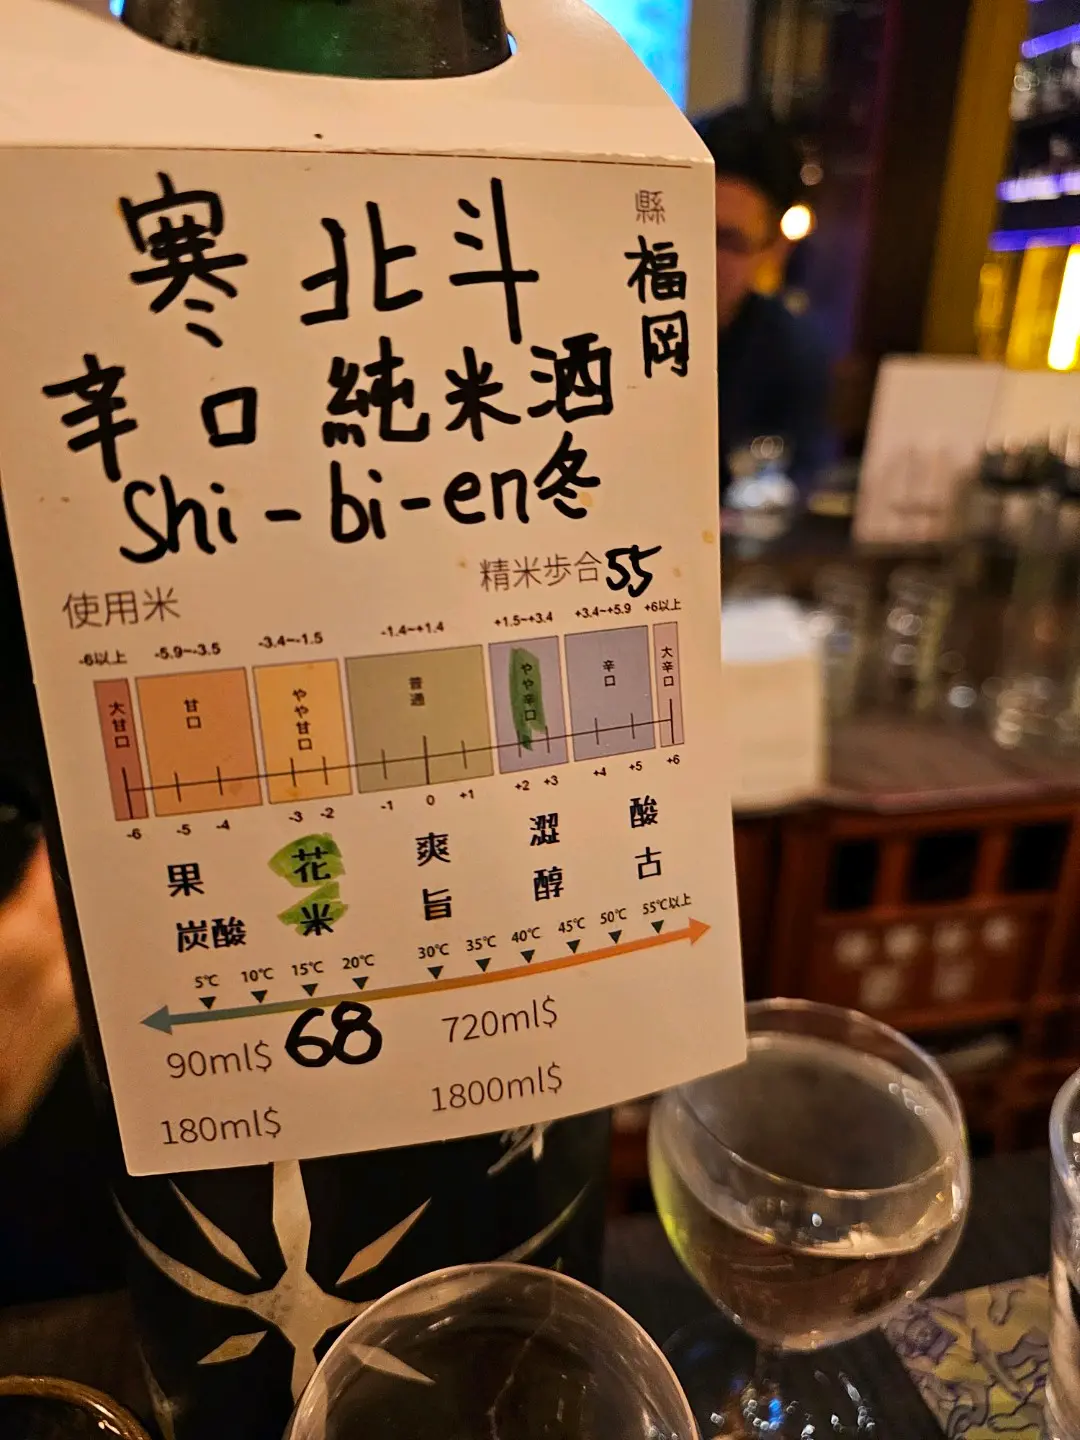 縣
福岡
寒北斗
辛口純米酒
Shi-bi-en冬
精米歩合55
使用米
-6以上 -5.9~-3.5 -3.4~-1.5 -1.4~+1.4 +1.5~+3.4 +3.4~+5.9 +6以上
大甘口 甘口 やや甘口 普通 やや辛口 辛口 大辛口
-6 -5 -4 -3 -2 -1 0 +1 +2 +3 +4 +5 +6
果 花 爽 澀 酸
炭酸 米 旨 醇 古
5℃ 10℃ 15℃ 20℃ 30℃ 35℃ 40℃ 45℃ 50℃ 55℃以上
90ml$ 68 720ml$
180ml$ 1800ml$